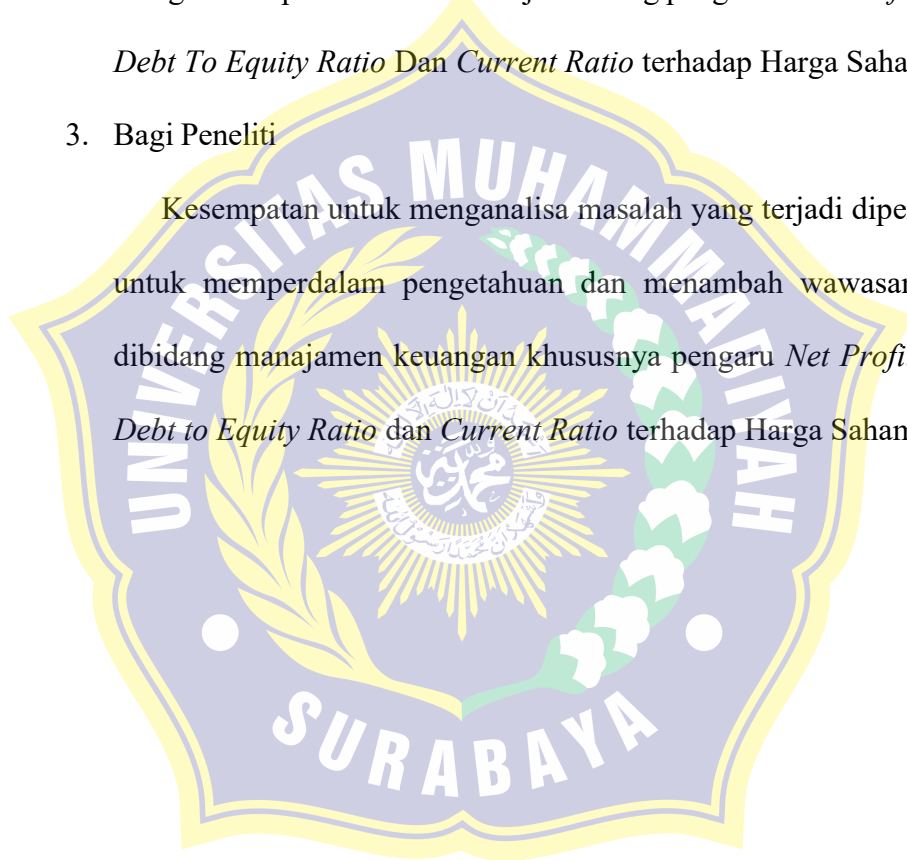 Debt To Equity Ratio Dan Current Ratio terhadap Harga Saha
3. Bagi Peneliti
Kesempatan untuk menganalisa masalah yang terjadi dipe
untuk memperdalam pengetahuan dan menambah wawasan
dibidang manajamen keuangan khususnya pengaru Net Profi
Debt to Equity Ratio dan Current Ratio terhadap Harga Saham
UNIVERSITAS MUHAMMADIYAH
SURABAYA